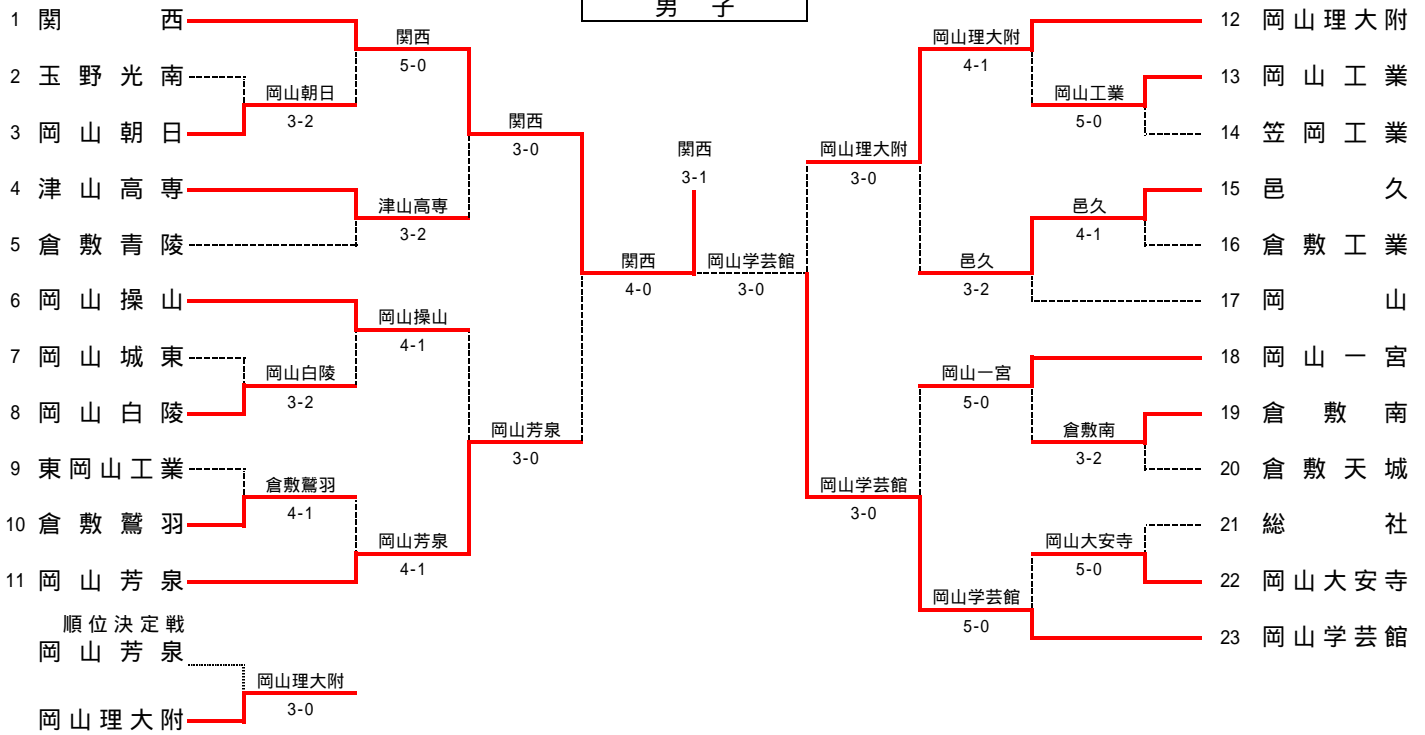 男 子
1 関 西
2 玉 野 光 南
3 岡 山 朝 日
4 津 山 高 専
5 倉 敷 青 陵
6 岡 山 操 山
7 岡 山 城 東
8 岡 山 白 陵
9 東 岡 山 工 業
10 倉 敷 鷲 羽
11 岡 山 芳 泉
岡山朝日
3-2
岡山白陵
3-2
倉敷鷲羽
4-1
関西
5-0
津山高専
3-2
岡山操山
4-1
岡山芳泉
4-1
関西
3-0
岡山芳泉
3-0
関西
4-0
関西
3-1
岡山学芸館
3-0
岡山理大附
3-0
岡山学芸館
3-0
岡山理大附
4-1
邑久
3-2
岡山一宮
5-0
岡山学芸館
5-0
岡山工業
5-0
邑久
4-1
倉敷南
3-2
岡山大安寺
5-0
12 岡 山 理 大 附
13 岡 山 工 業
14 笠 岡 工 業
15 邑 久
16 倉 敷 工 業
17 岡 山
18 岡 山 一 宮
19 倉 敷 南
20 倉 敷 天 城
21 総 社
22 岡 山 大 安 寺
23 岡 山 学 芸 館
順 位 決 定 戦
岡 山 芳 泉
岡 山 理 大 附
岡山理大附
3-0